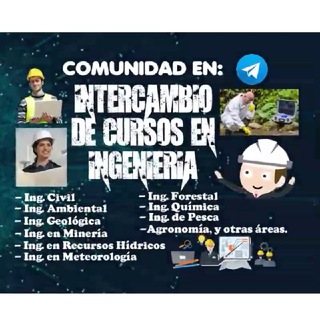 COMUNIDAD EN:
INTERCAMBIO
DE CURSOS EN
INGENIERIA
– Ing. Civil
– Ing. Ambiental
– Ing. Geológica
– Ing. en Minería
– Ing. en Recursos Hídricos
– Ing. en Meteorología
– Ing. Forestal
– Ing. Química
– Ing. de Pesca
–Agronomía, y otras áreas.